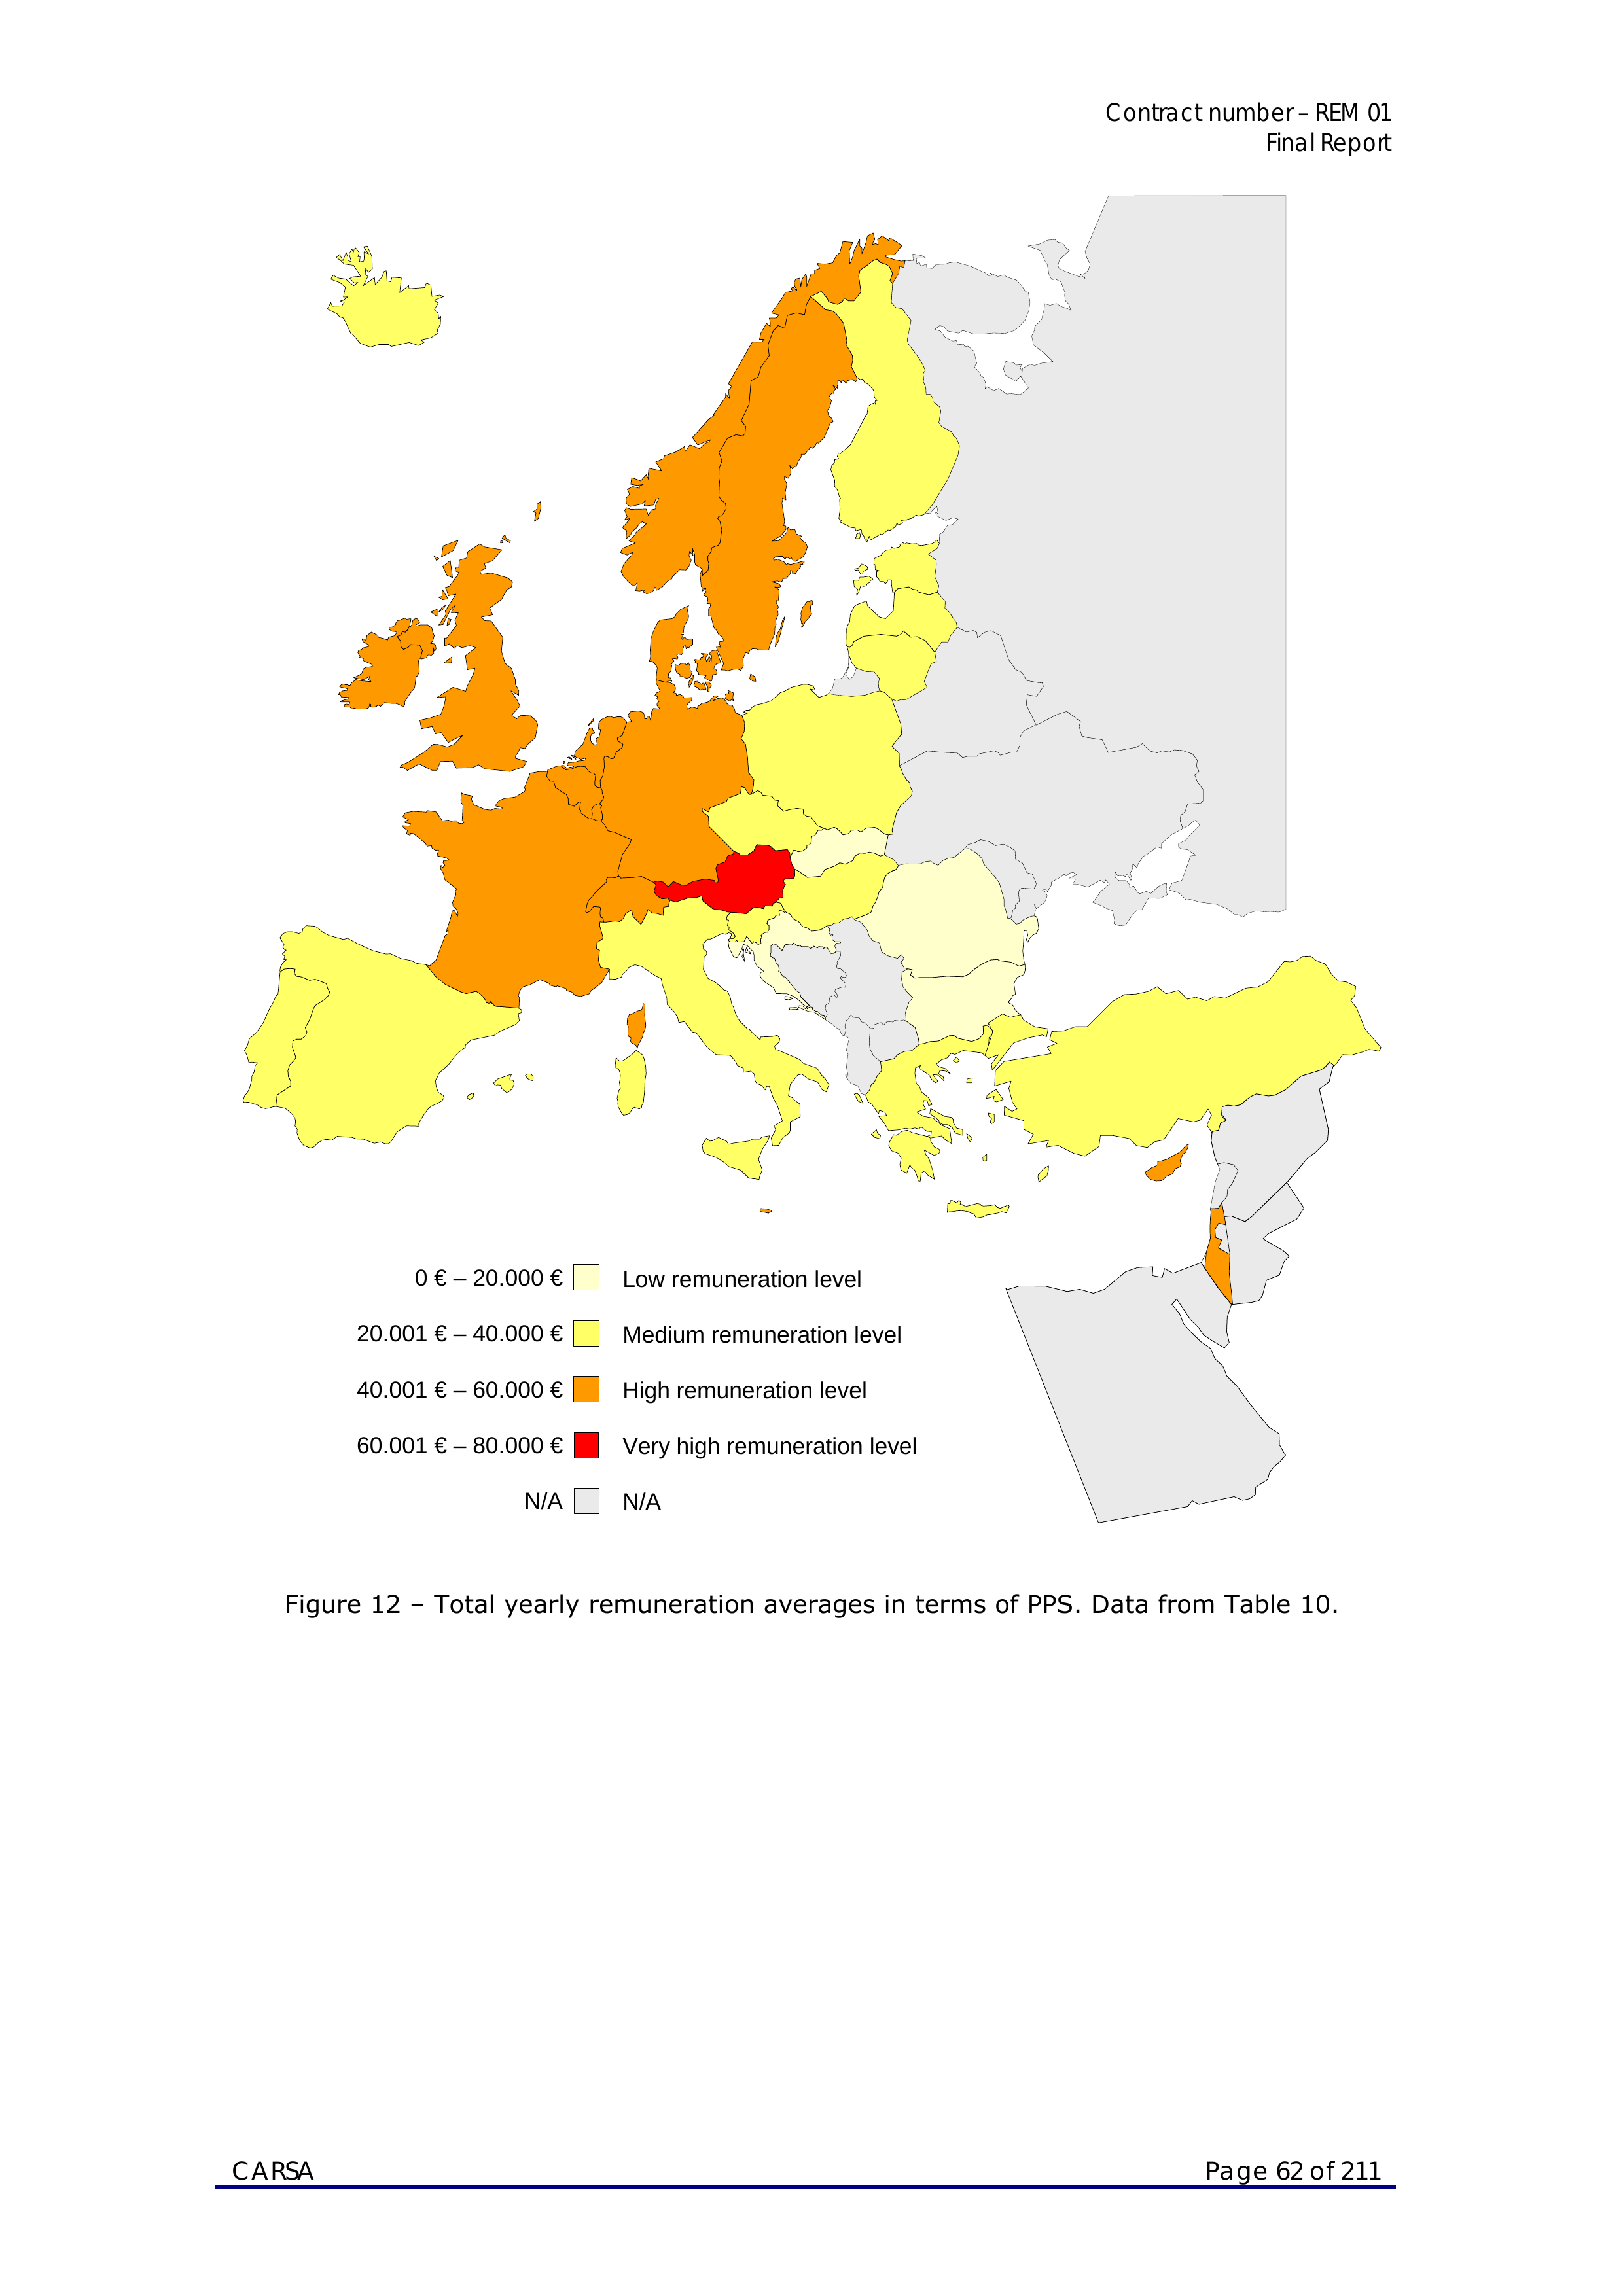 Contract number – REM 01
Final Report
0 € – 20.000 € Low remuneration level
20.001 € – 40.000 € Medium remuneration level
40.001 € – 60.000 € High remuneration level
60.001 € – 80.000 € Very high remuneration level
N/A N/A
Figure 12 – Total yearly remuneration averages in terms of PPS. Data from Table 10.
CARSA Page 62 of 211